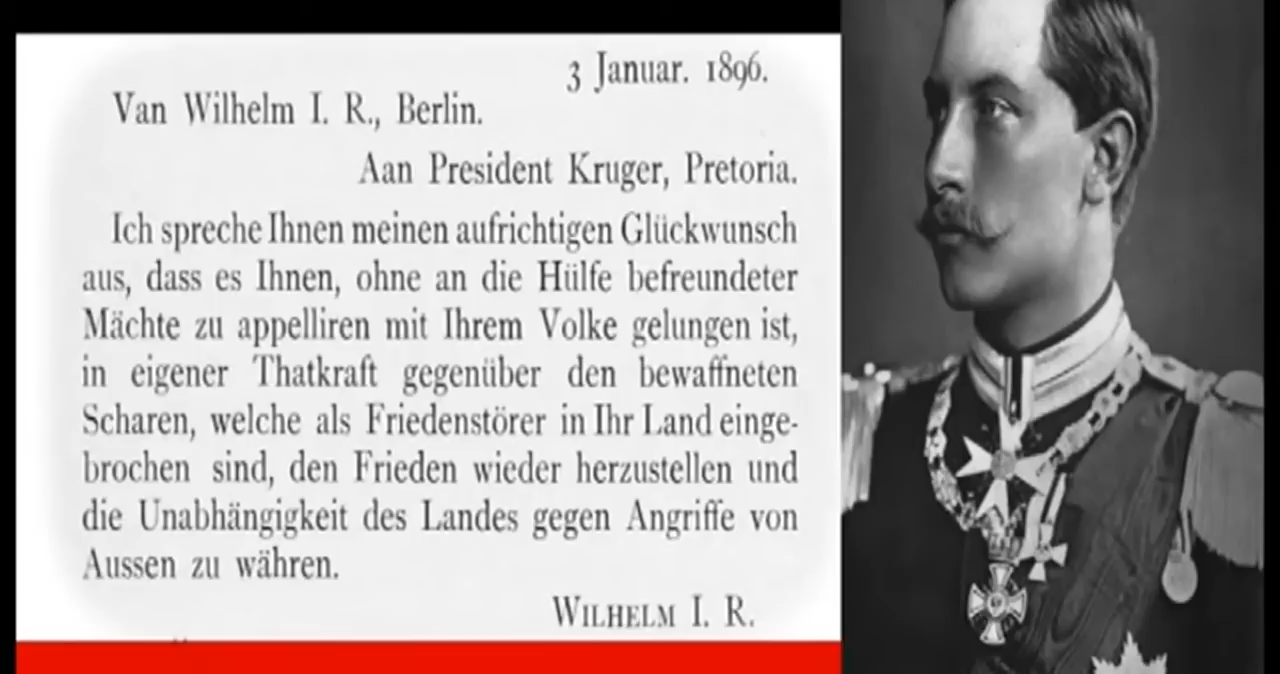 3 Januar. 1896.
Van Wilhelm I. R., Berlin.
Aan President Kruger, Pretoria.
Ich spreche Ihnen meinen aufrichtigen Glückwunsch
aus, dass es Ihnen, ohne an die Hülfe befreundeter
Mächte zu appelliren mit Ihrem Volke gelungen ist,
in eigener Thatkraft gegenüber den bewaffneten
Scharen, welche als Friedenstörer in Ihr Land einge-
brochen sind, den Frieden wieder herzustellen und
die Unabhängigkeit des Landes gegen Angriffe von
Aussen zu währen.
WILHELM I. R.